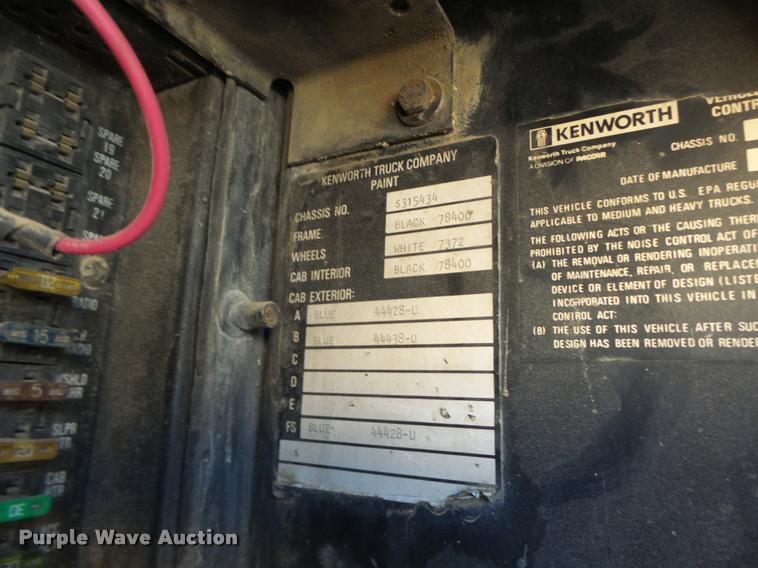 SPARE
19
SPARE
20
SPARE
21
02
RADIO
15
5
SLPR
20
CAB
KENWORTH TRUCK COMPANY
PAINT
CHASSIS NO. S315434
FRAME BLACK 78400
WHEELS WHITE 7372
CAB INTERIOR BLACK 78400
CAB EXTERIOR:
A BLUE 44428-U
B BLUE 44438-U
C
D
E
FS BLUE 44428-U
KENWORTH
Kenworth Truck Company
A DIVISION OF PACCAR
CONTR
CHASSIS NO.
DATE OF MANUFACTURE
THIS VEHICLE CONFORMS TO U.S. EPA REGU
APPLICABLE TO MEDIUM AND HEAVY TRUCKS.
THE FOLLOWING ACTS OR THE CAUSING THER
PROHIBITED BY THE NOISE CONTROL ACT OF
(A) THE REMOVAL OR RENDERING INOPERATI
OF MAINTENANCE, REPAIR, OR REPLACE
DEVICE OR ELEMENT OF DESIGN (LISTE
INCORPORATED INTO THIS VEHICLE IN
CONTROL ACT:
(B) THE USE OF THIS VEHICLE AFTER SUC
DESIGN HAS BEEN REMOVED OR RENDER
Purple Wave Auction